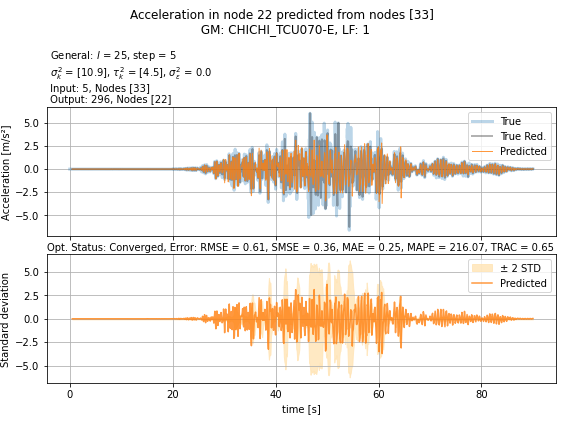 Acceleration in node 22 predicted from nodes [33]
GM: CHICHI_TCU070-E, LF: 1
General: l = 25, step = 5
σ²ₖ = [10.9], τ²ₖ = [4.5], σ²ε = 0.0
Input: 5, Nodes [33]
Output: 296, Nodes [22]
Acceleration [m/s²]
5.0
2.5
0.0
−2.5
−5.0
True
True Red.
Predicted
Opt. Status: Converged, Error: RMSE = 0.61, SMSE = 0.36, MAE = 0.25, MAPE = 216.07, TRAC = 0.65
Standard deviation
5.0
2.5
0.0
−2.5
−5.0
± 2 STD
Predicted
0 20 40 60 80
time [s]